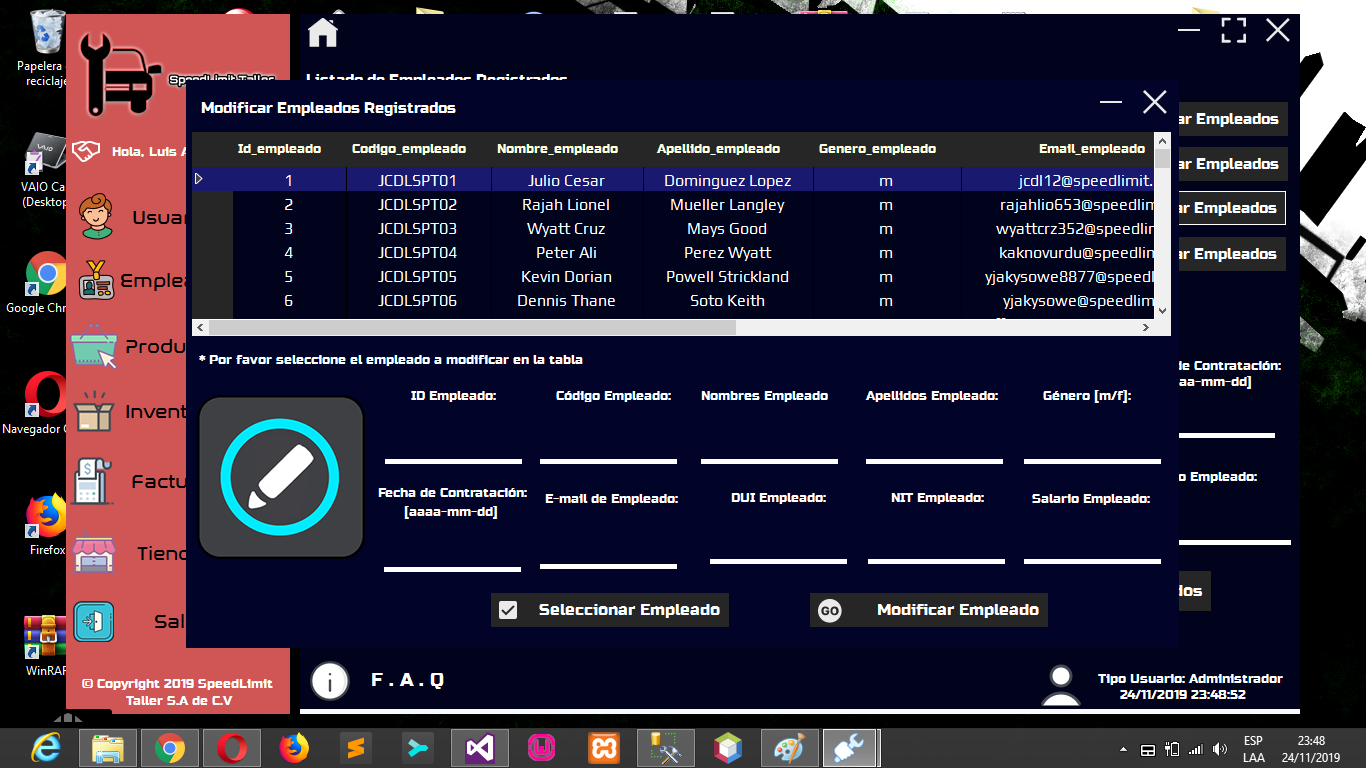 Papelera
reciclaje
VAIO Ca
(Desktop
Google Chr
Navegador
Firefox
WinRAR
SpeedLimit Taller
Hola, Luis A
Usuar
Emplea
Produ
Invent
Factu
Tiend
Sal
© Copyright 2019 SpeedLimit
Taller S.A de C.V
Listado de Empleados Registrados
ar Empleados
ar Empleados
ar Empleados
ar Empleados
de Contratación:
aa-mm-dd]
o Empleado:
dos
Modificar Empleados Registrados
Id_empleado Codigo_empleado Nombre_empleado Apellido_empleado Genero_empleado Email_empleado
1 JCDLSPT01 Julio Cesar Dominguez Lopez m jcdl12@speedlimit.
2 JCDLSPT02 Rajah Lionel Mueller Langley m rajahlio653@speedlim
3 JCDLSPT03 Wyatt Cruz Mays Good m wyattcrz352@speedlir
4 JCDLSPT04 Peter Ali Perez Wyatt m kaknovurdu@speedlim
5 JCDLSPT05 Kevin Dorian Powell Strickland m yjakysowe8877@speedl
6 JCDLSPT06 Dennis Thane Soto Keith m yjakysowe@speedlim
* Por favor seleccione el empleado a modificar en la tabla
ID Empleado: Código Empleado: Nombres Empleado Apellidos Empleado: Género [m/f]:
Fecha de Contratación:
[aaaa-mm-dd]
E-mail de Empleado: DUI Empleado: NIT Empleado: Salario Empleado:
Seleccionar Empleado
GO Modificar Empleado
F . A . Q
Tipo Usuario: Administrador
24/11/2019 23:48:52
ESP
LAA
23:48
24/11/2019